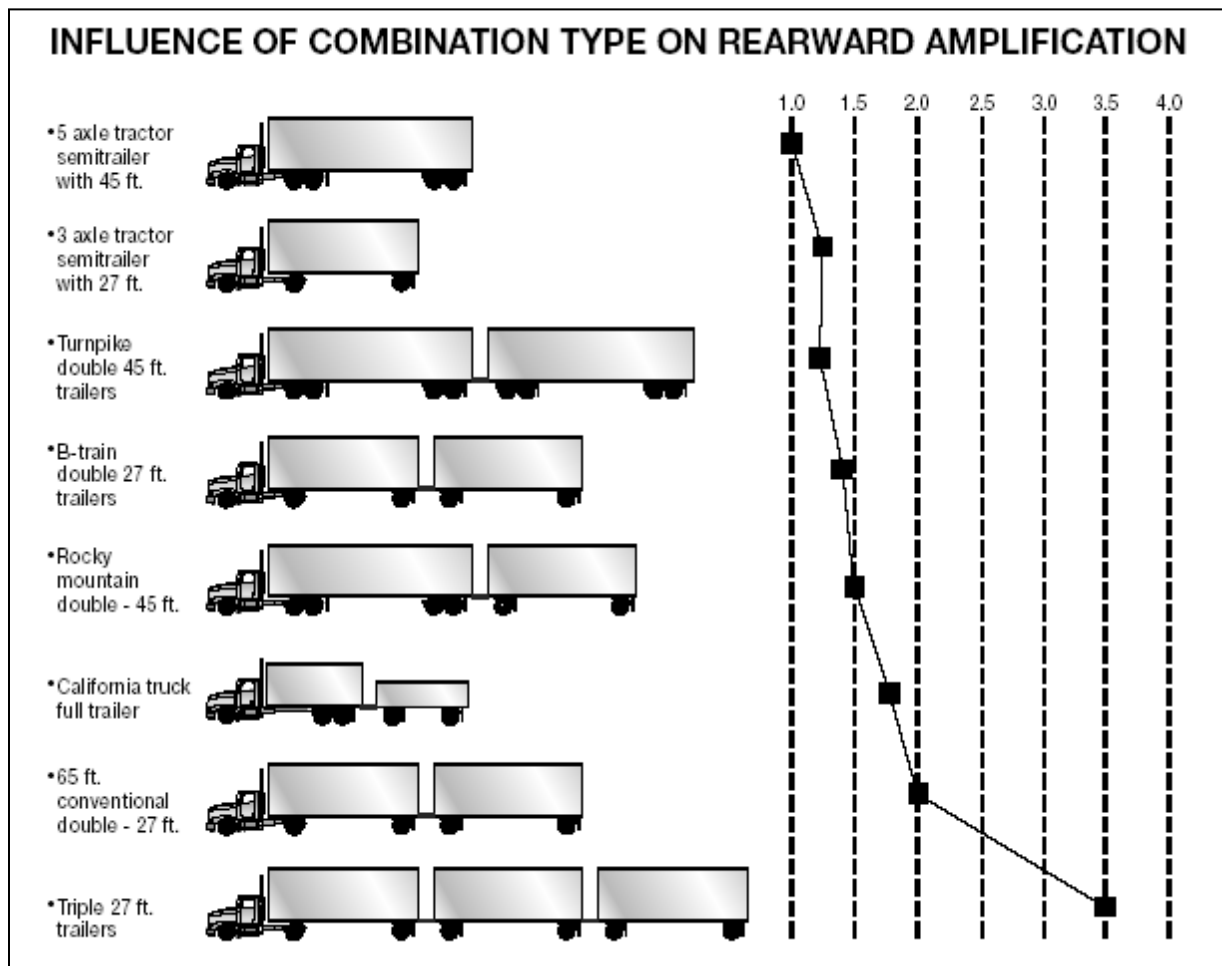 INFLUENCE OF COMBINATION TYPE ON REARWARD AMPLIFICATION
1.0 1.5 2.0 2.5 3.0 3.5 4.0
•5 axle tractor
semitrailer
with 45 ft.
•3 axle tractor
semitrailer
with 27 ft.
•Turnpike
double 45 ft.
trailers
•B-train
double 27 ft.
trailers
•Rocky
mountain
double - 45 ft.
•California truck
full trailer
•65 ft.
conventional
double - 27 ft.
•Triple 27 ft.
trailers